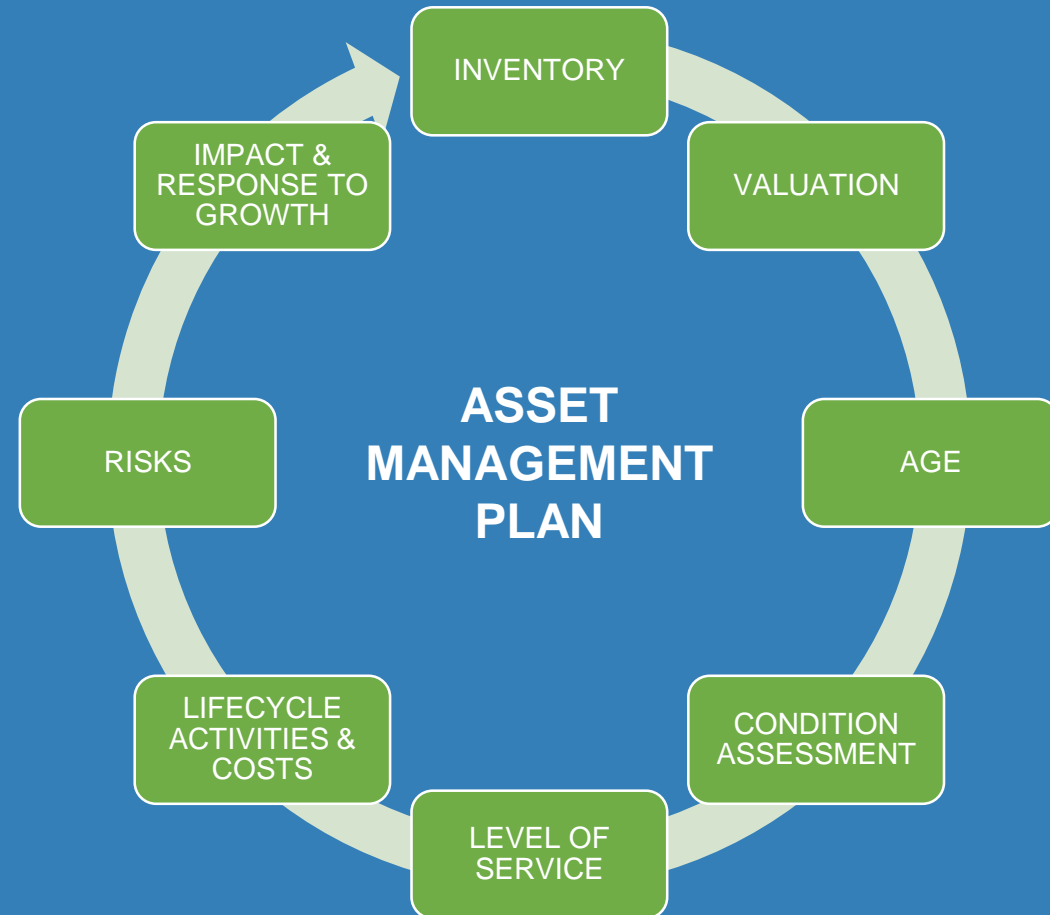 INVENTORY
VALUATION
AGE
CONDITION
ASSESSMENT
LEVEL OF
SERVICE
LIFECYCLE
ACTIVITIES &
COSTS
RISKS
IMPACT &
RESPONSE TO
GROWTH
ASSET
MANAGEMENT
PLAN